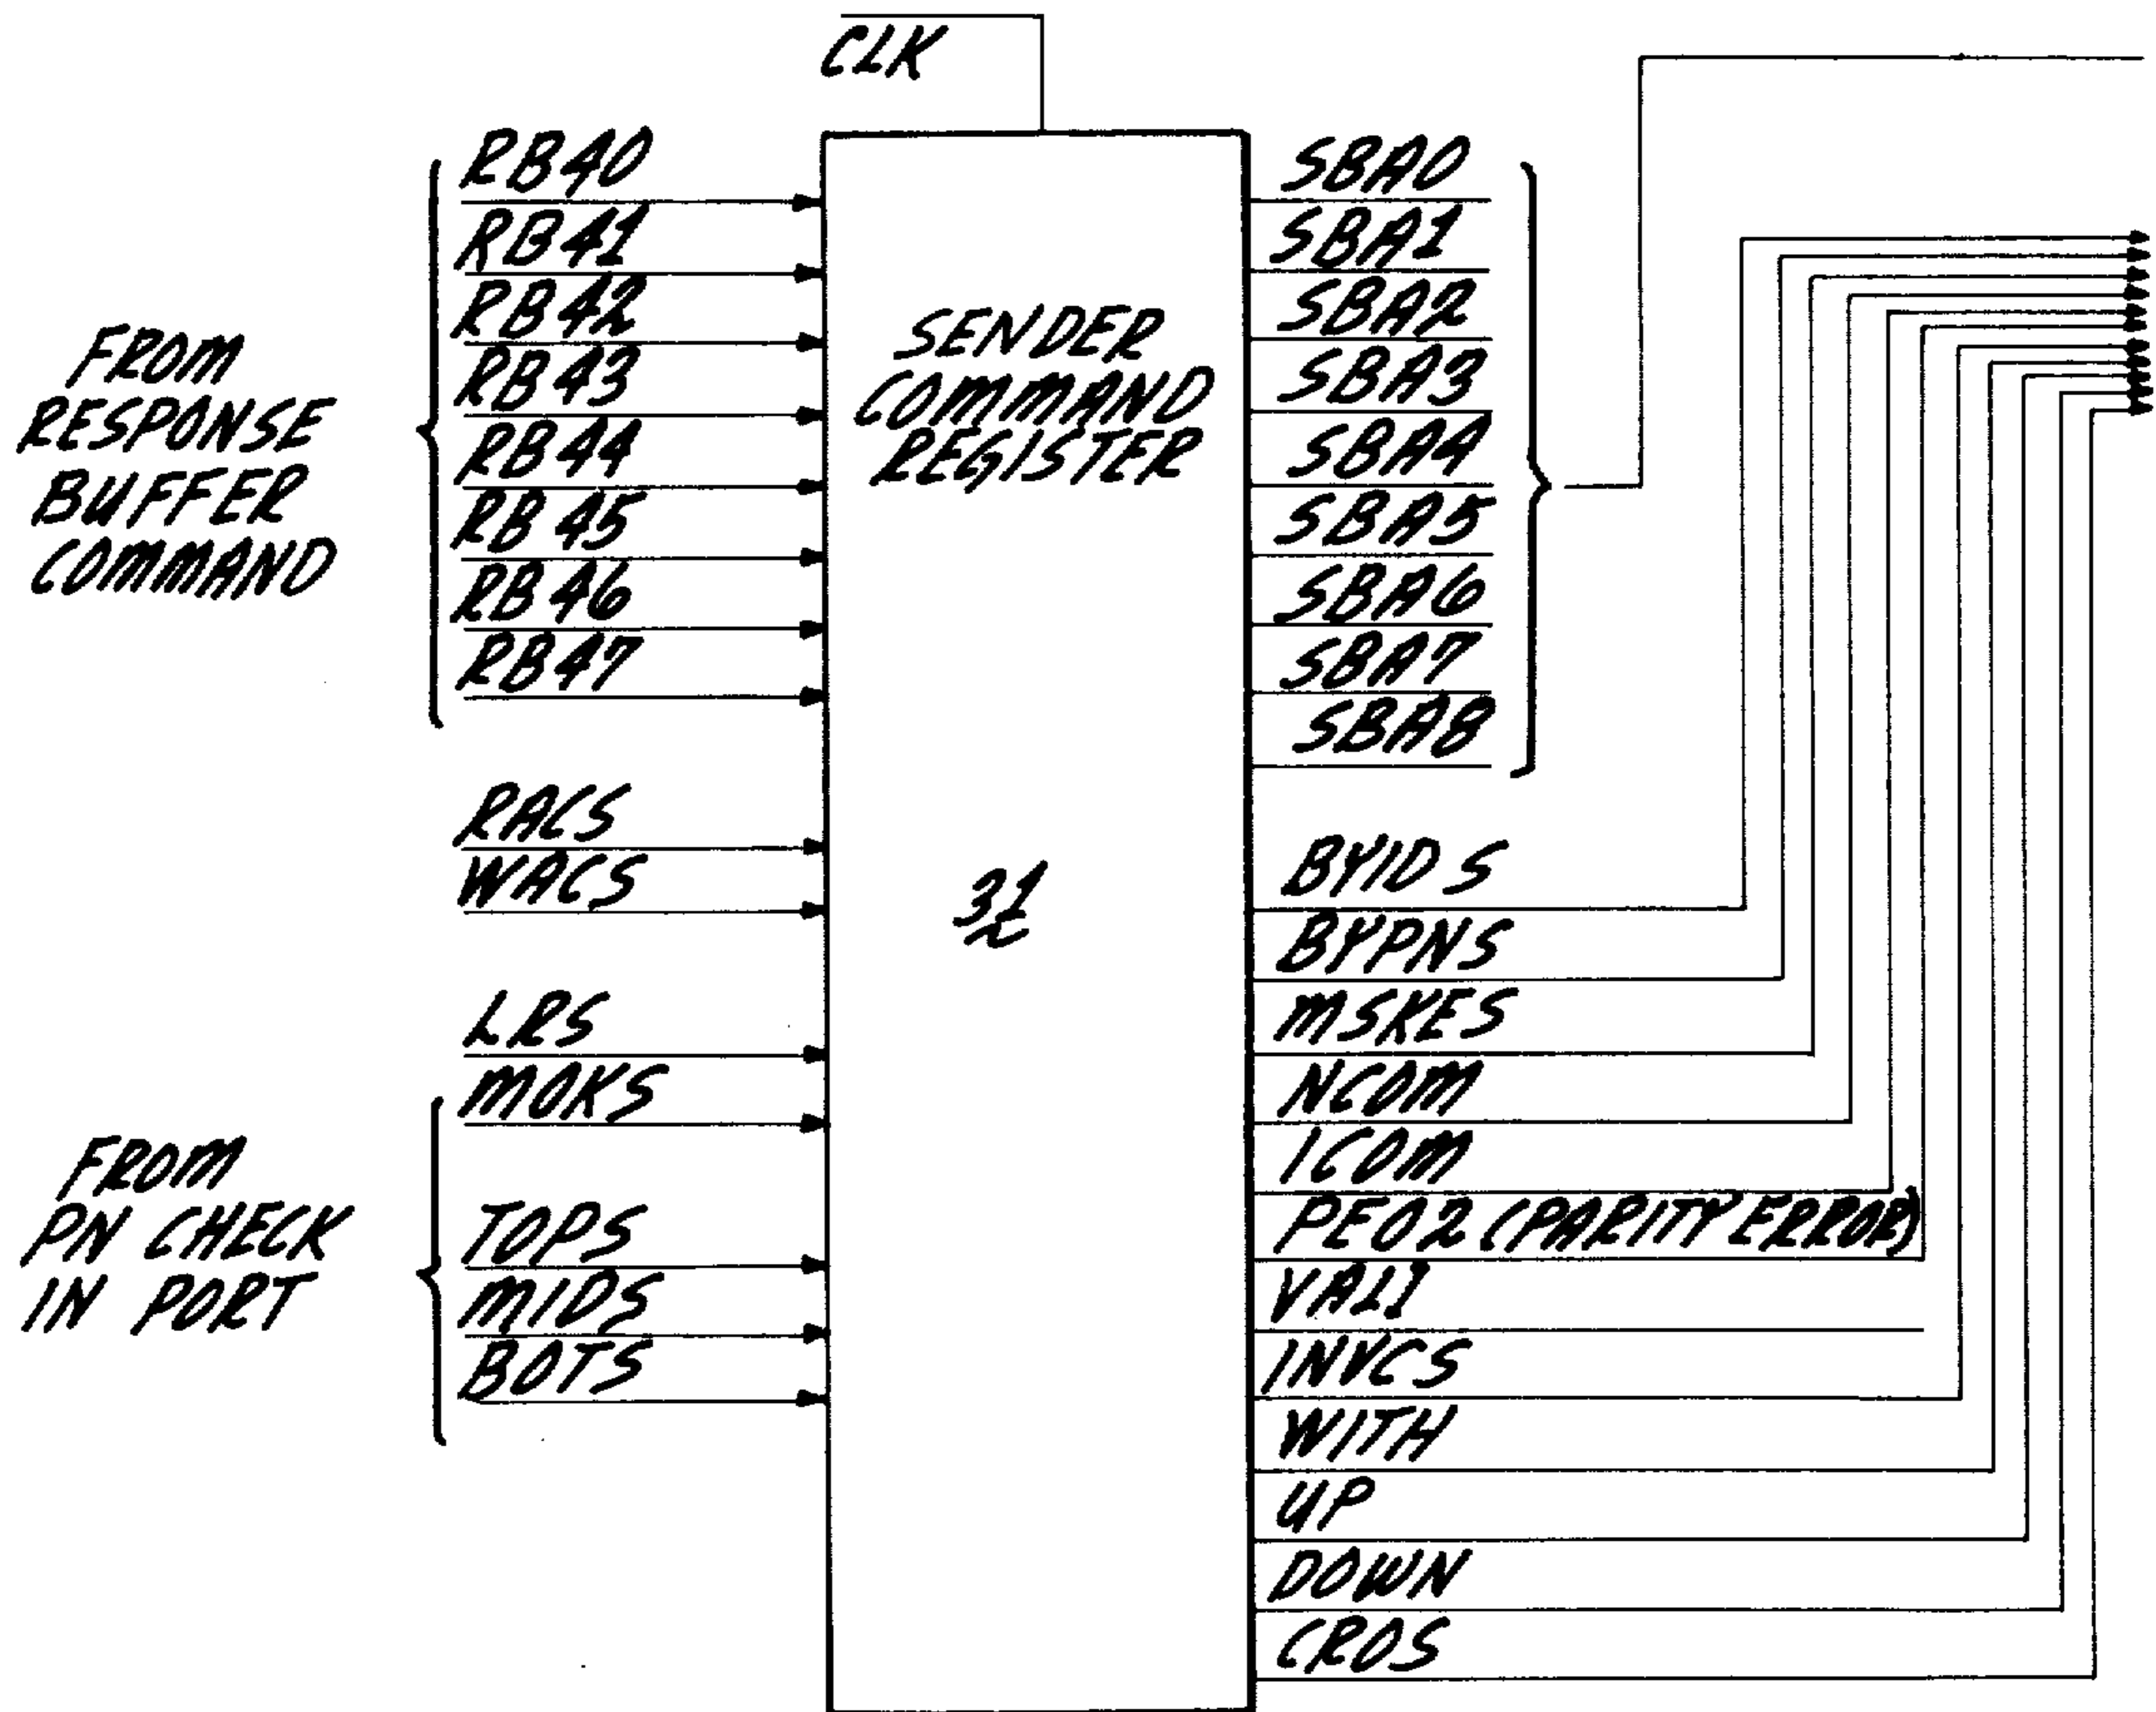 CLK
FROM
RESPONSE
BUFFER
COMMAND
RB40
RB41
RB42
RB43
RB44
RB45
RB46
RB47
RACS
WACS
LRS
MOKS
FROM
PN CHECK
IN PORT
TOPS
MIDS
BOTS
SENDER
COMMAND
REGISTER
31
SBA0
SBA1
SBA2
SBA3
SBA4
SBA5
SBA6
SBA7
SBA8
BYIDS
BYPNS
MSKES
NCOM
ICOM
PE02 (PARITY ERROR)
VALI
INVCS
WITH
UP
DOWN
CROS